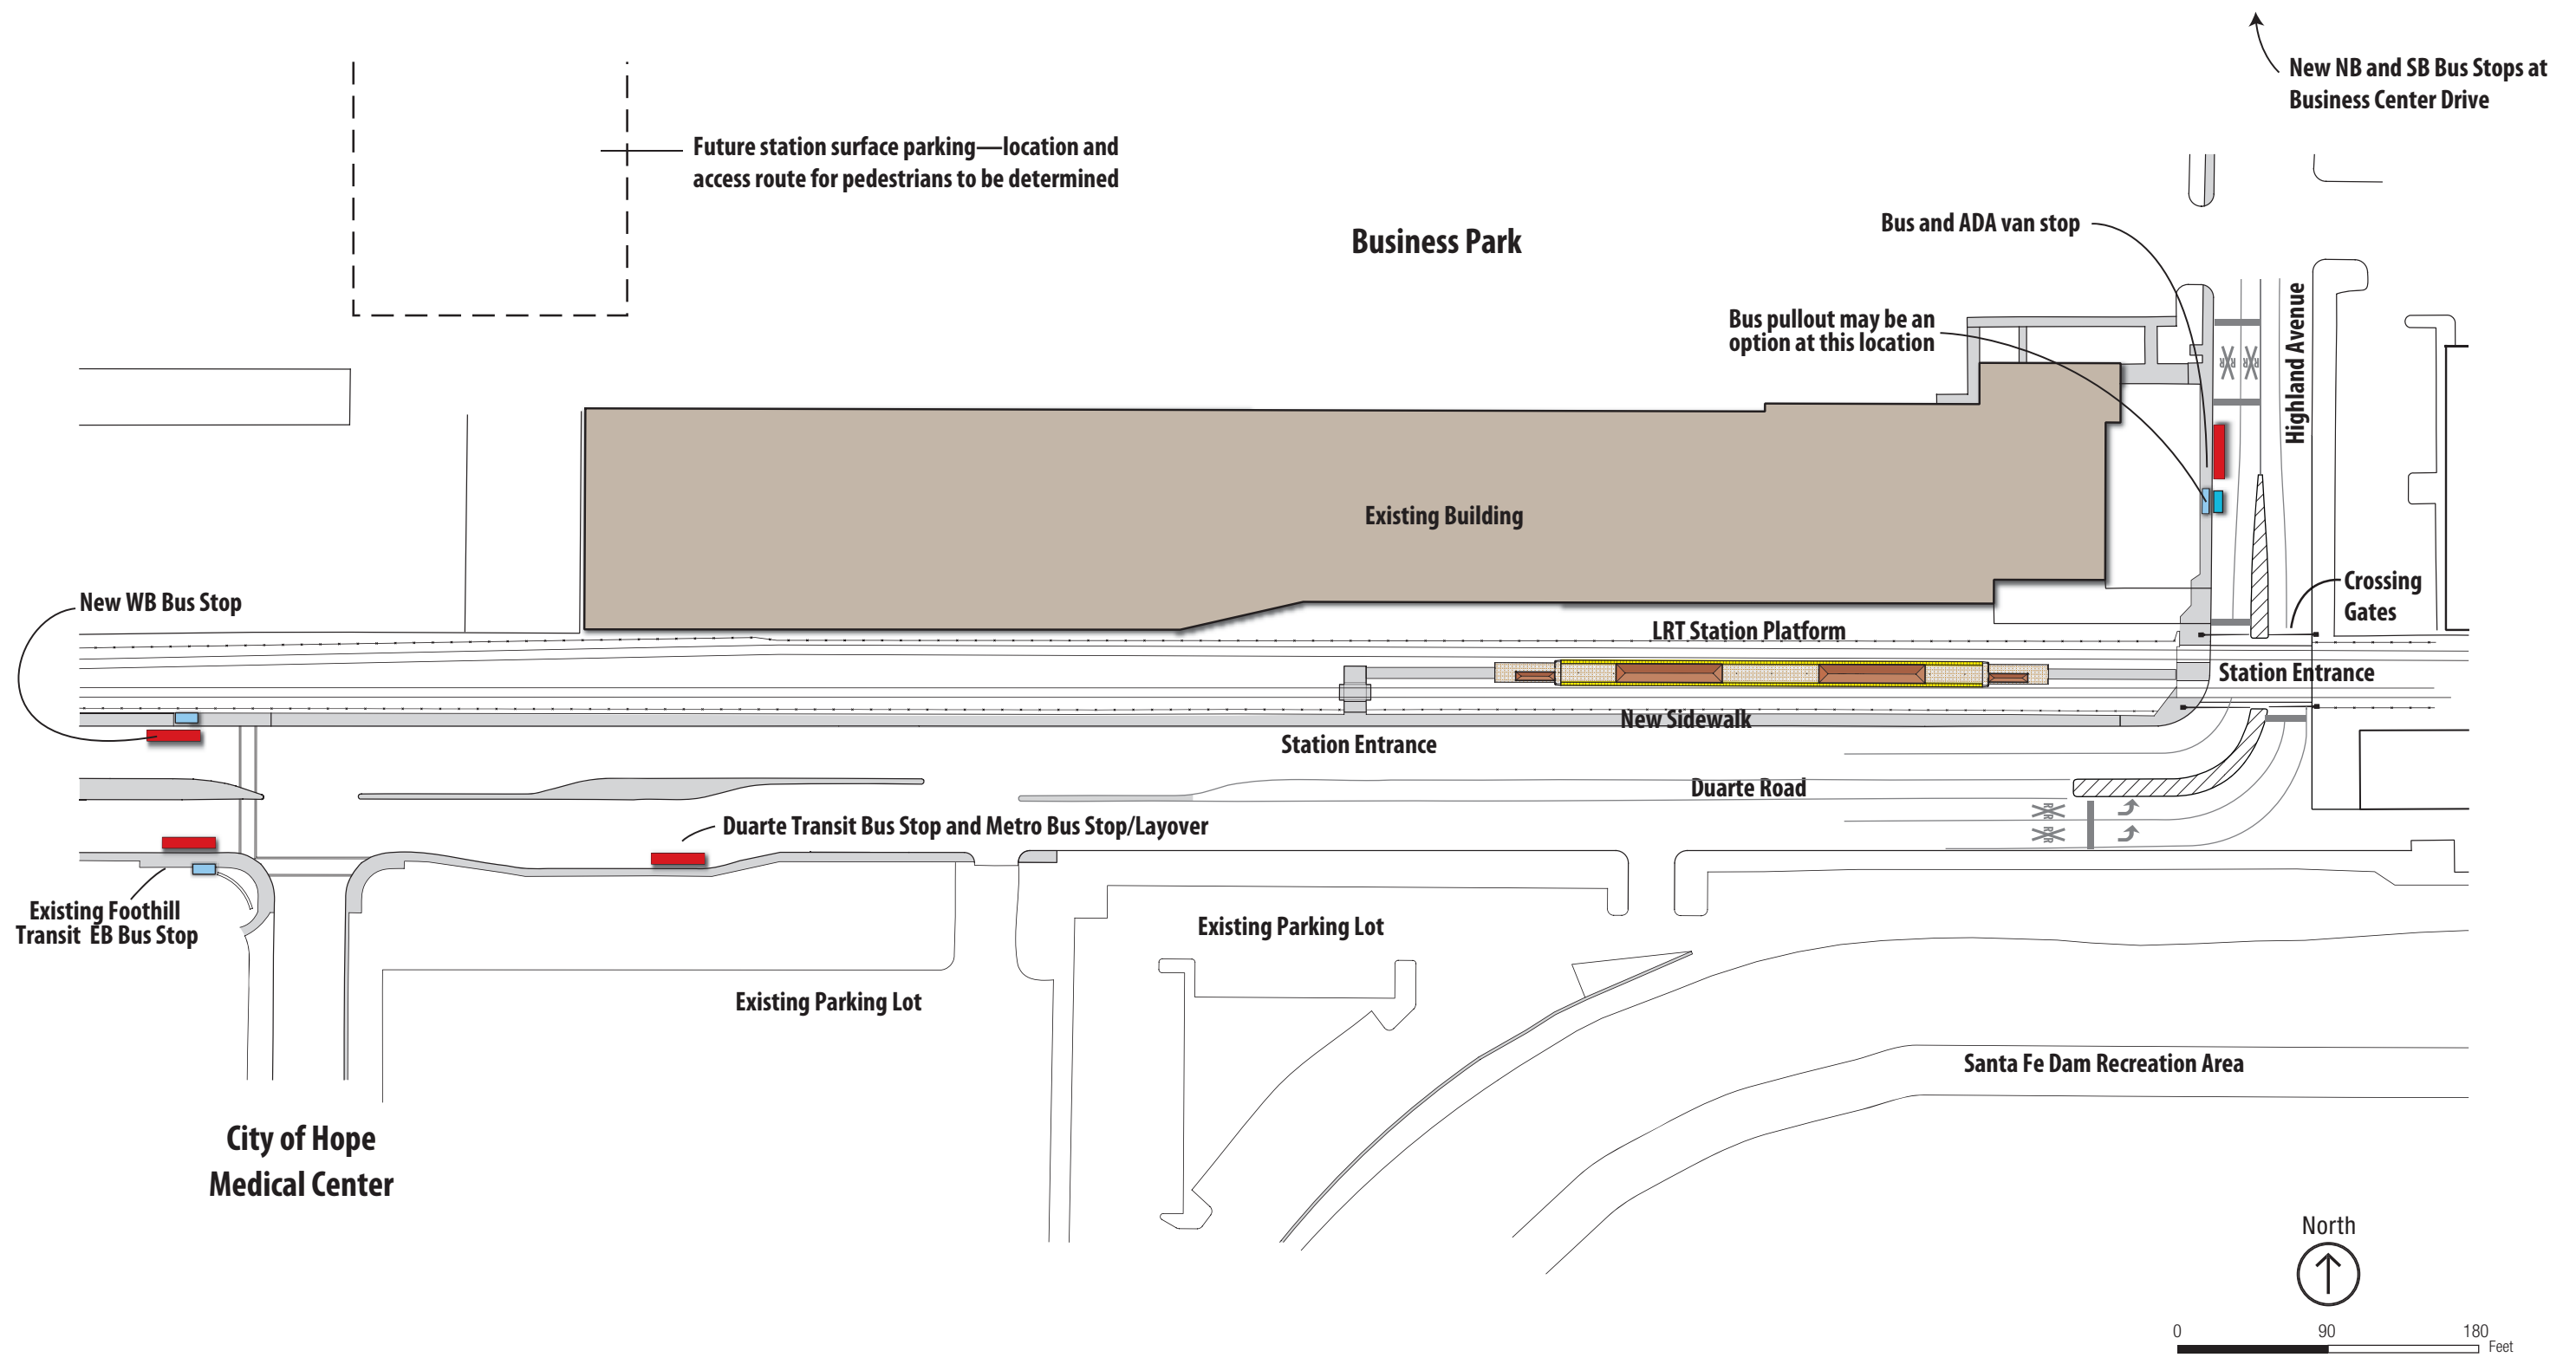 New NB and SB Bus Stops at
Business Center Drive
Future station surface parking—location and
access route for pedestrians to be determined
Bus and ADA van stop
Business Park
Bus pullout may be an
option at this location
Highland Avenue
RR
RR
Existing Building
Crossing
Gates
New WB Bus Stop
LRT Station Platform
Station Entrance
New Sidewalk
Station Entrance
Duarte Road
RR
RR
Duarte Transit Bus Stop and Metro Bus Stop/Layover
Existing Foothill
Transit EB Bus Stop
Existing Parking Lot
Existing Parking Lot
Santa Fe Dam Recreation Area
City of Hope
Medical Center
North
0 90 180
Feet